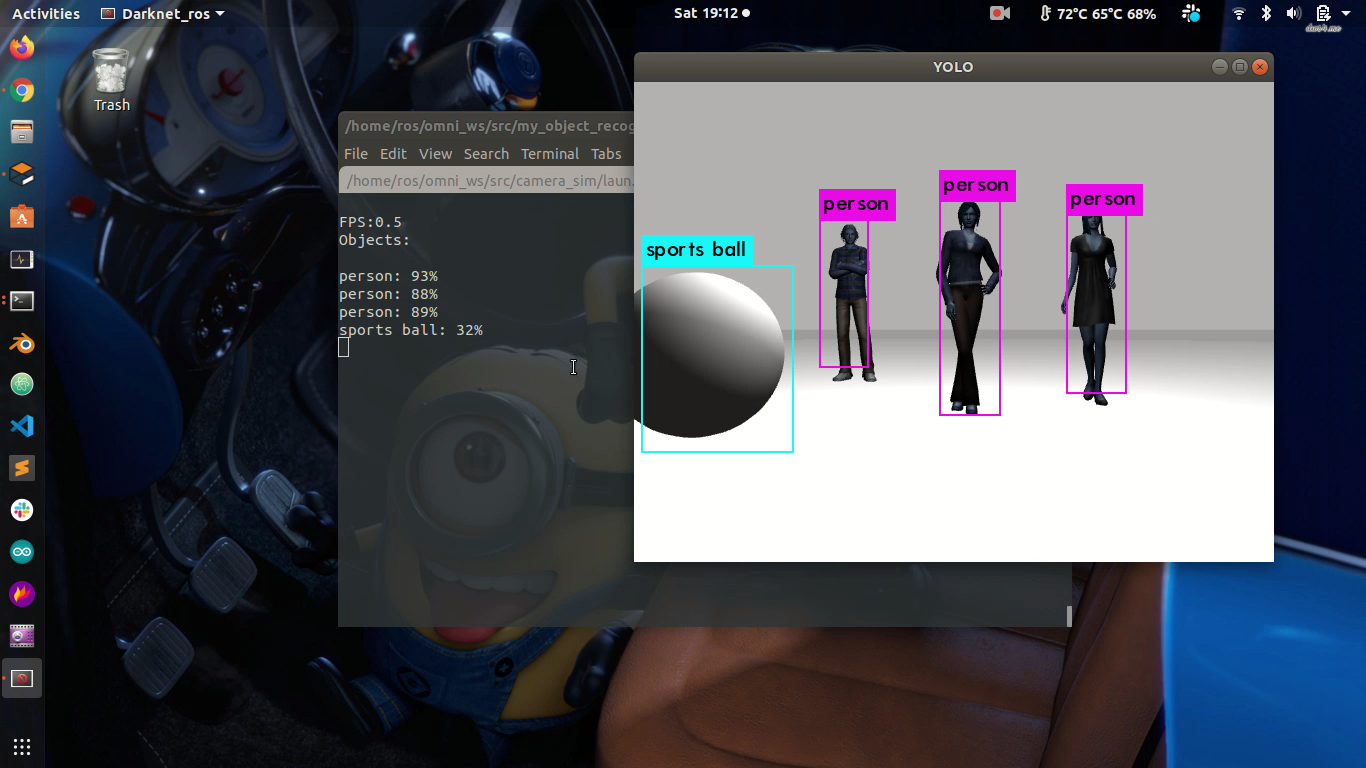 Activities
Darknet_ros
Sat 19:12
72°C 65°C 68%
Trash
YOLO
/home/ros/omni_ws/src/my_object_recog
File Edit View Search Terminal Tabs
/home/ros/omni_ws/src/camera_sim/laun
FPS:0.5
Objects:
person: 93%
person: 88%
person: 89%
sports ball: 32%
person
person
person
sports ball